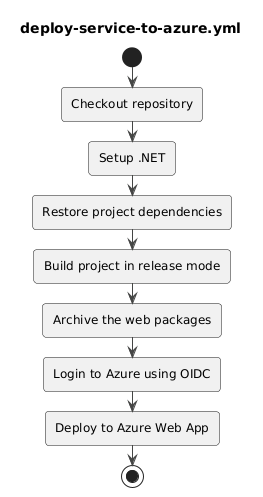 deploy-service-to-azure.yml
Checkout repository
Setup .NET
Restore project dependencies
Build project in release mode
Archive the web packages
Login to Azure using OIDC
Deploy to Azure Web App